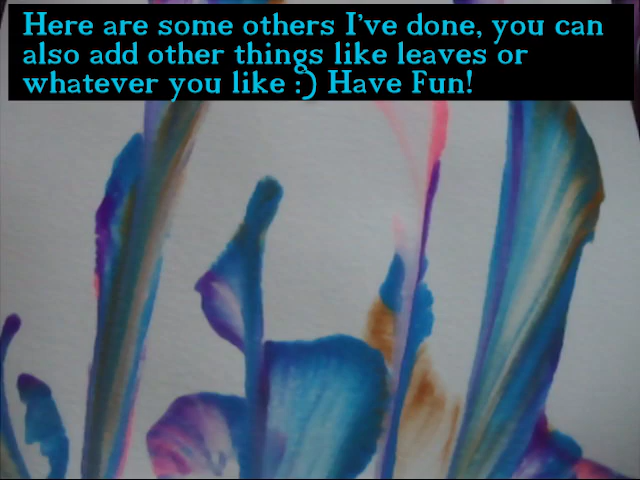 Here are some others I've done, you can
also add other things like leaves or
whatever you like :) Have Fun!